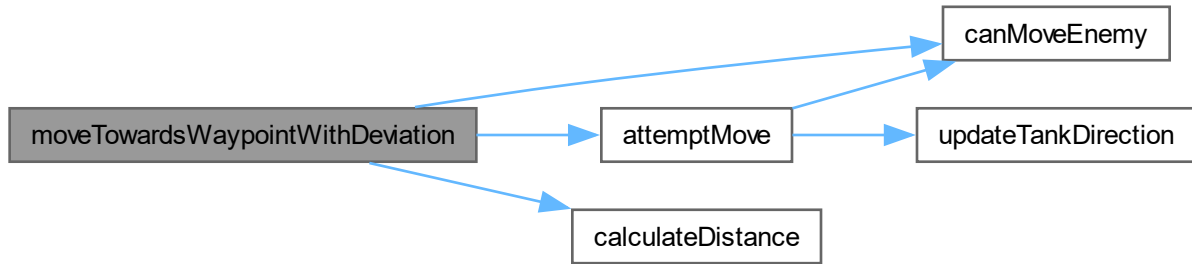 canMoveEnemy
moveTowardsWaypointWithDeviation
attemptMove
updateTankDirection
calculateDistance